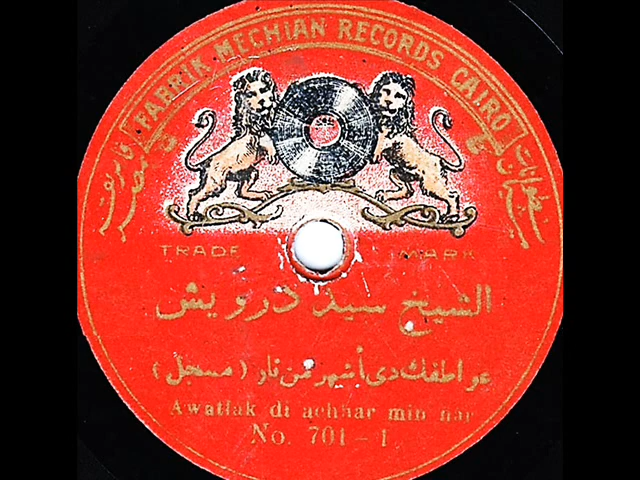 FABRIK MECHIAN RECORDS CAIRO
TRADE MARK
الشيخ سيد درويش
عواطفك دى أشهر من نار ( مسجل )
Awatfak di achhar min nar
No. 701 - 1